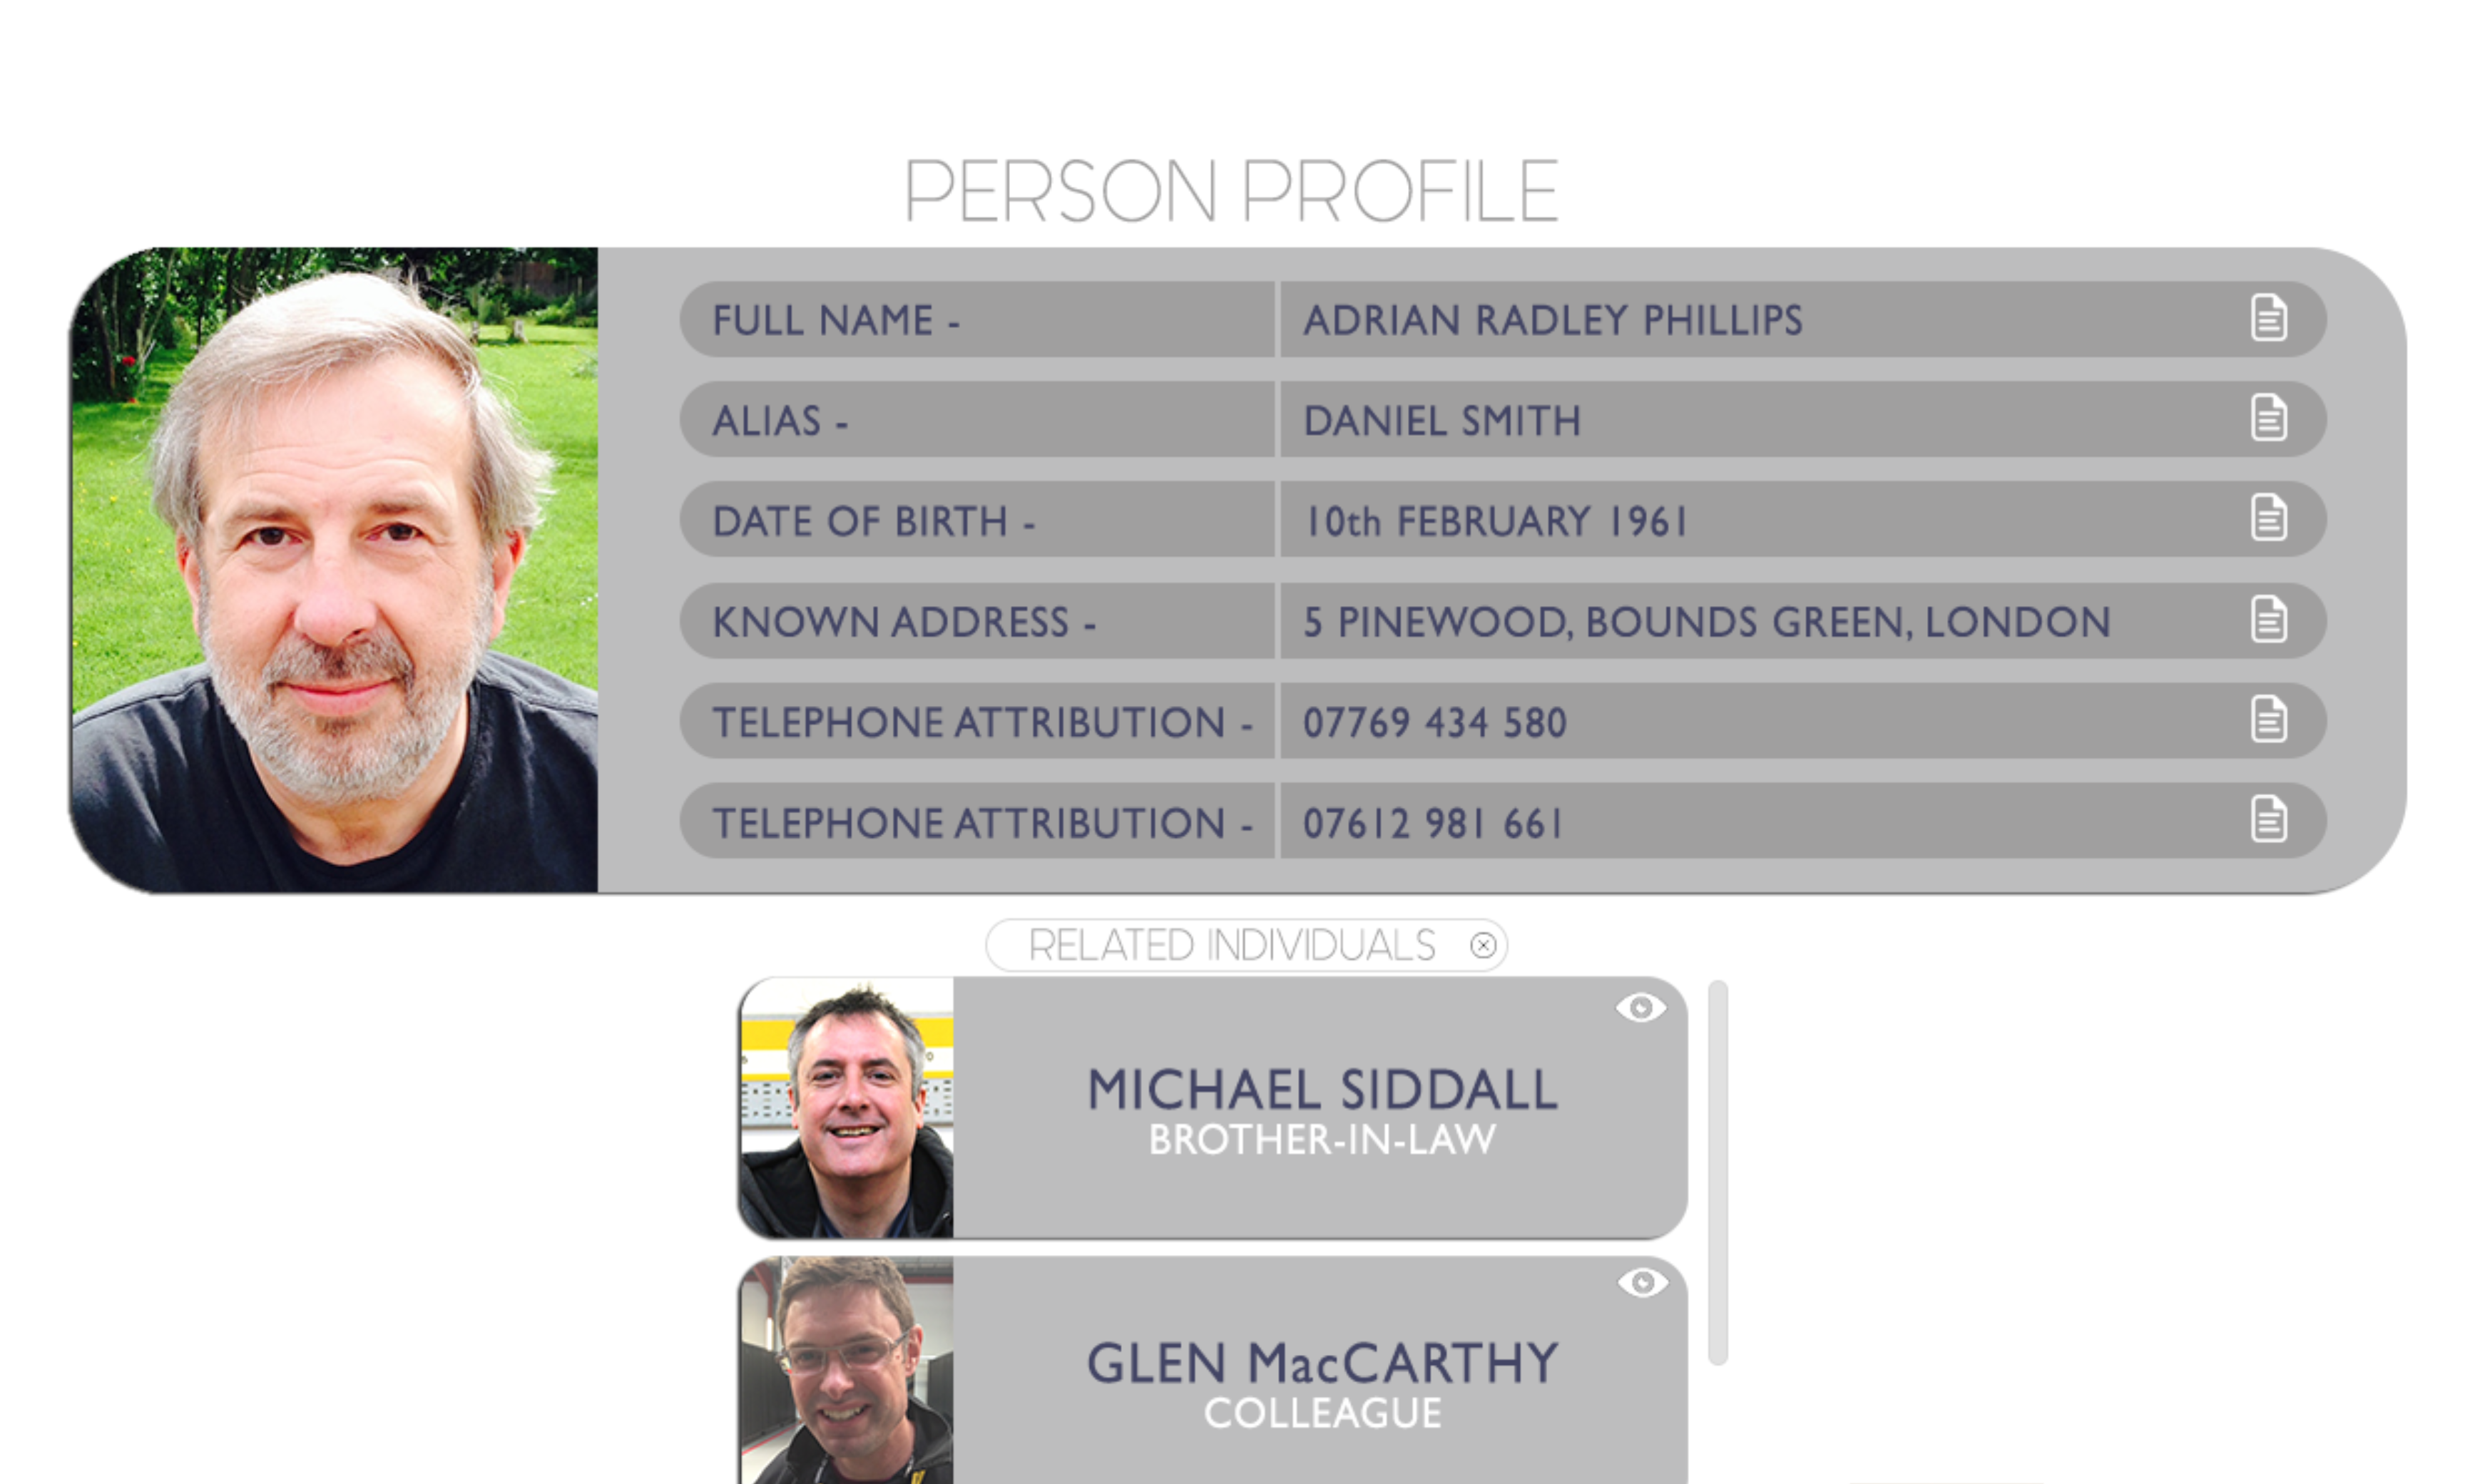 PERSON PROFILE
FULL NAME - ADRIAN RADLEY PHILLIPS
ALIAS - DANIEL SMITH
DATE OF BIRTH - 10th FEBRUARY 1961
KNOWN ADDRESS - 5 PINEWOOD, BOUNDS GREEN, LONDON
TELEPHONE ATTRIBUTION - 07769 434 580
TELEPHONE ATTRIBUTION - 07612 981 661
RELATED INDIVIDUALS
MICHAEL SIDDALL
BROTHER-IN-LAW
GLEN MacCARTHY
COLLEAGUE